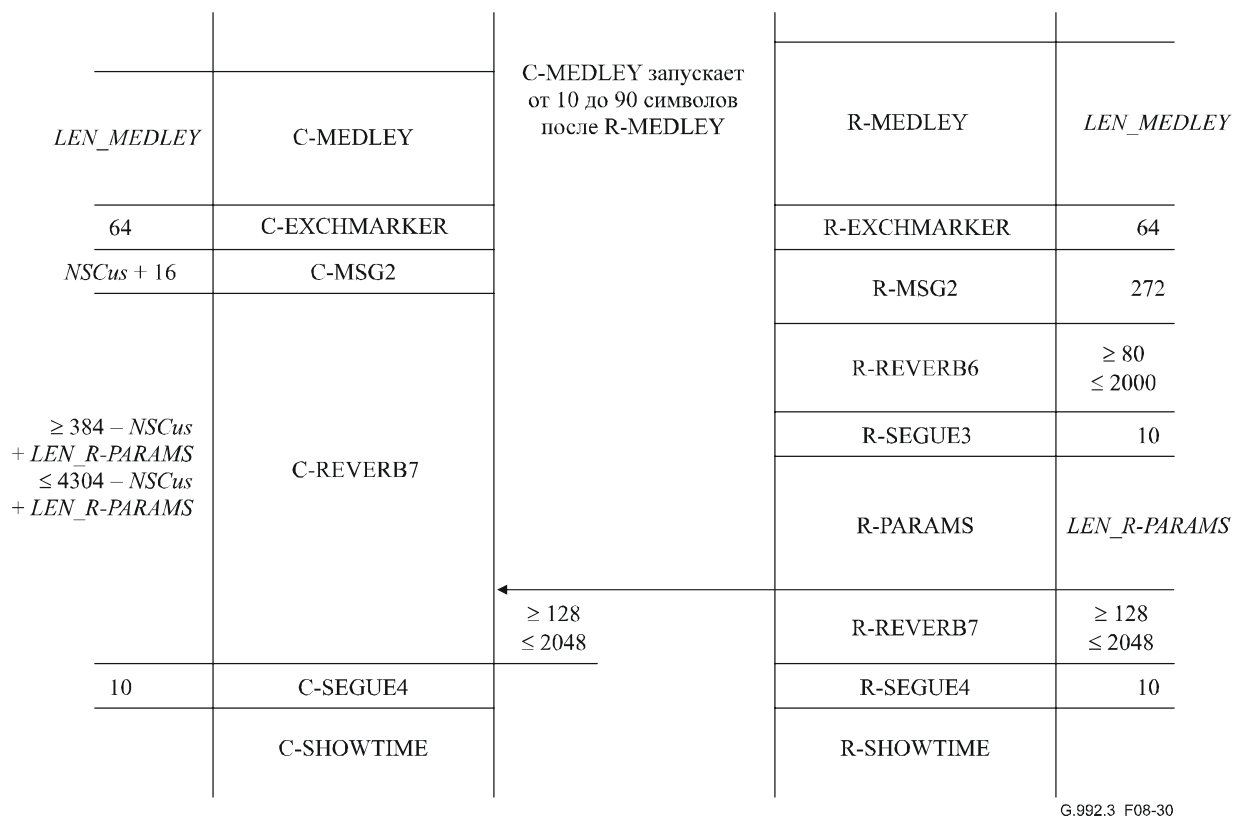 C-MEDLEY запускает
от 10 до 90 символов
после R-MEDLEY
LEN_MEDLEY
C-MEDLEY
R-MEDLEY
LEN_MEDLEY
64
C-EXCHMARKER
R-EXCHMARKER
64
NSCus + 16
C-MSG2
R-MSG2
272
R-REVERB6
≥ 80
≤ 2000
≥ 384 – NSCus
+ LEN_R-PARAMS
≤ 4304 – NSCus
+ LEN_R-PARAMS
C-REVERB7
R-SEGUE3
10
R-PARAMS
LEN_R-PARAMS
≥ 128
≤ 2048
R-REVERB7
≥ 128
≤ 2048
10
C-SEGUE4
R-SEGUE4
10
C-SHOWTIME
R-SHOWTIME
G.992.3_F08-30